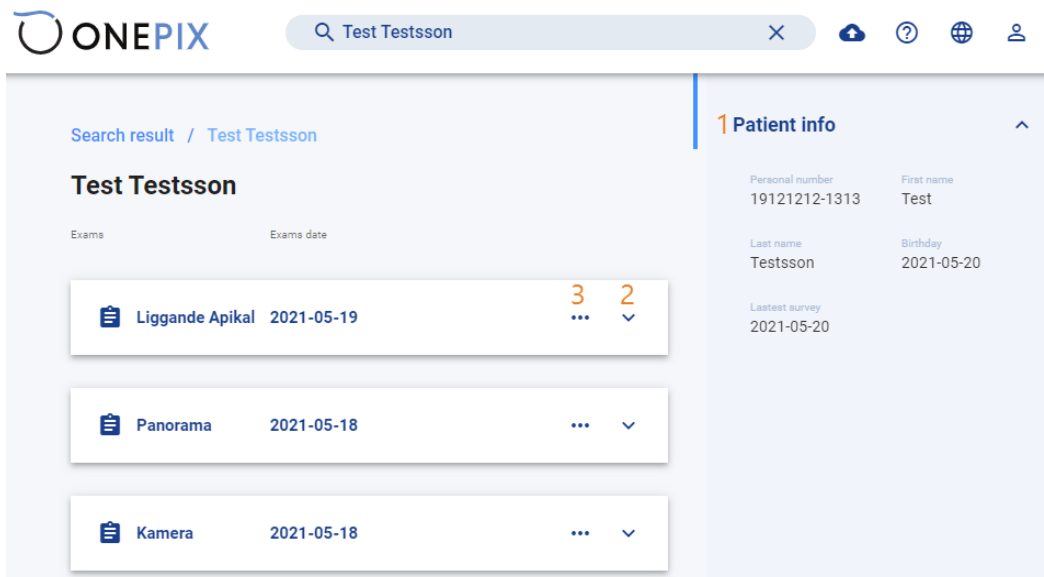 ONEPIX
Test Testsson
Search result / Test Testsson
Test Testsson
Exams Exams date
3 2
Liggande Apikal 2021-05-19
Panorama 2021-05-18
Kamera 2021-05-18
1 Patient info
Personal number First name
19121212-1313 Test
Last name Birthday
Testsson 2021-05-20
Lastest survey
2021-05-20